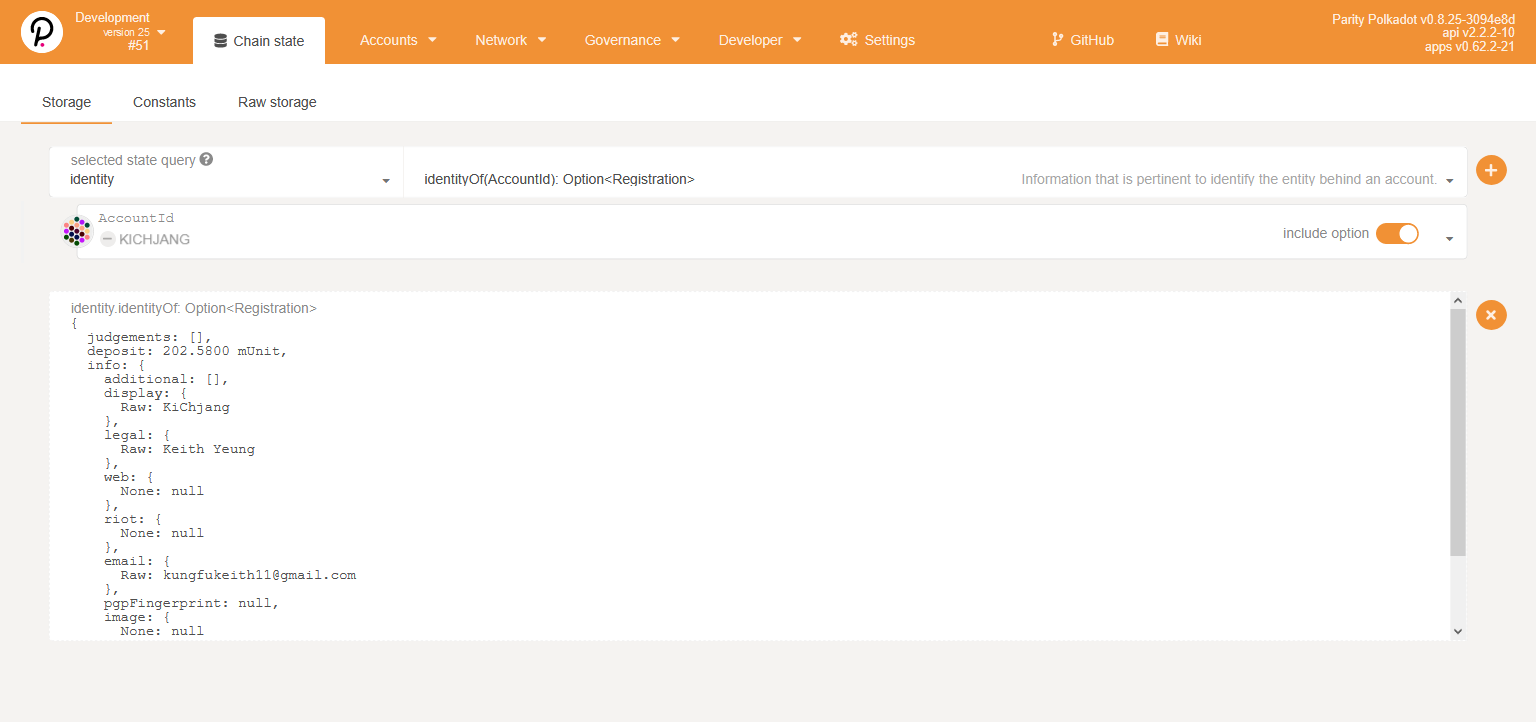 Development
version 25
#51
Chain state
Accounts
Network
Governance
Developer
Settings
GitHub
Wiki
Parity Polkadot v0.8.25-3094e8d
api v2.2.2-10
apps v0.62.2-21
Storage
Constants
Raw storage
selected state query
identity
identityOf(AccountId): Option<Registration>
Information that is pertinent to identify the entity behind an account.
AccountId
KICHJANG
include option
identity.identityOf: Option<Registration>
{
  judgements: [],
  deposit: 202.5800 mUnit,
  info: {
    additional: [],
    display: {
      Raw: KiChjang
    },
    legal: {
      Raw: Keith Yeung
    },
    web: {
      None: null
    },
    riot: {
      None: null
    },
    email: {
      Raw: kungfukeith11@gmail.com
    },
    pgpFingerprint: null,
    image: {
      None: null